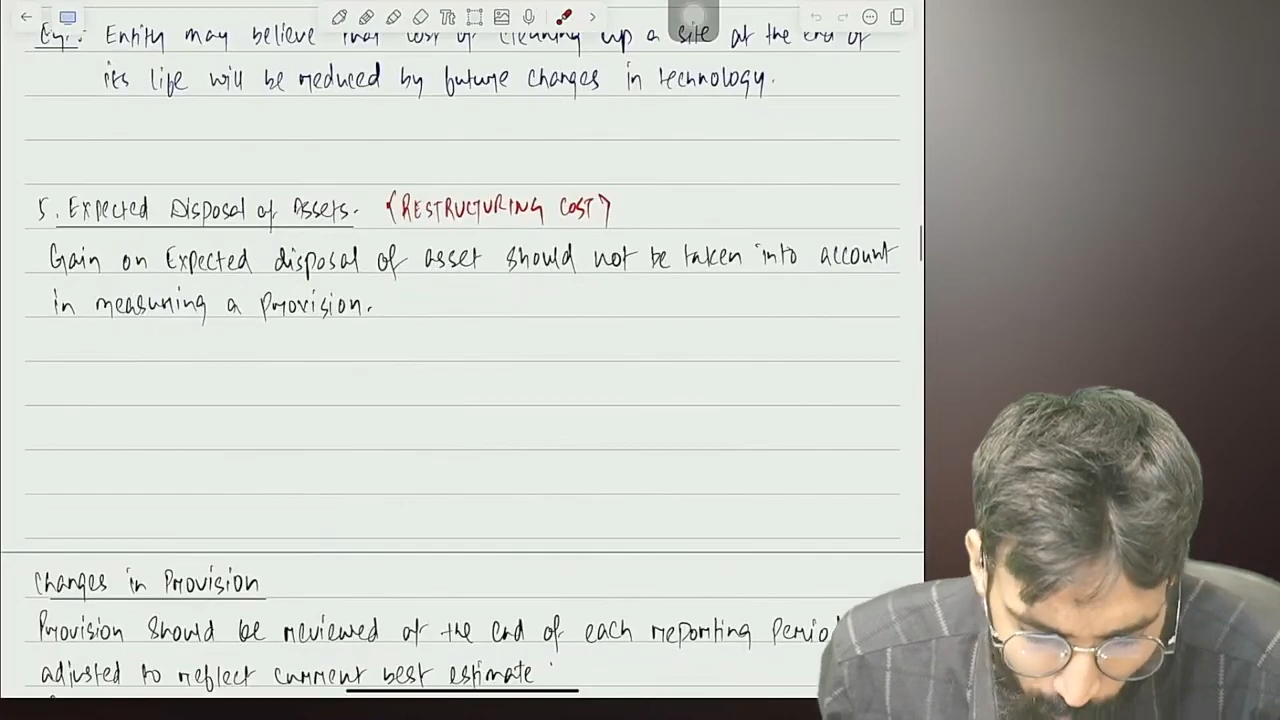 Eg:- Entity may believe that cost of cleaning up a site at the end of
its life will be reduced by future changes in technology.
5. Expected Disposal of Assets. {RESTRUCTURING COST}
Gain on Expected disposal of asset should not be taken into account
in measuring a provision.
Changes in Provision
Provision should be reviewed at the end of each reporting Period
adjusted to reflect current best estimate